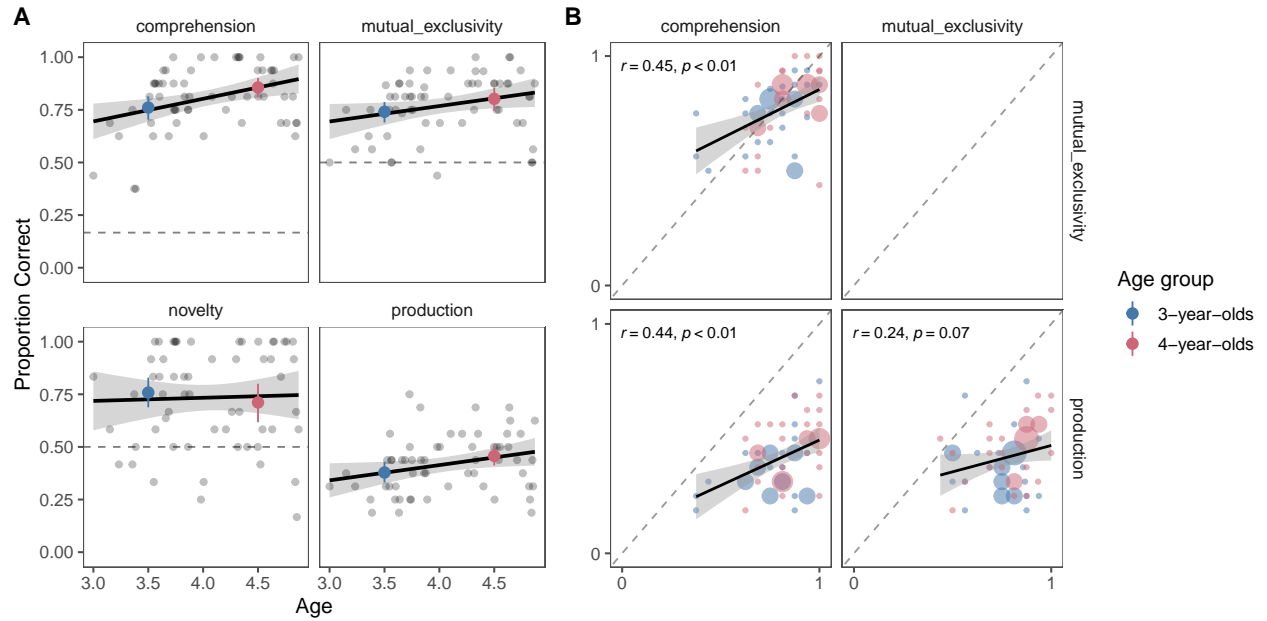 A
comprehension
mutual_exclusivity
1.00
0.75
0.50
0.25
0.00
novelty
production
1.00
0.75
0.50
0.25
0.00
3.0
3.5
4.0
4.5
3.0
3.5
4.0
4.5
Age
Proportion Correct
B
comprehension
mutual_exclusivity
1
0
r = 0.45, p < 0.01
mutual_exclusivity
1
0
r = 0.44, p < 0.01
r = 0.24, p = 0.07
production
0
1
0
1
Age group
3−year−olds
4−year−olds